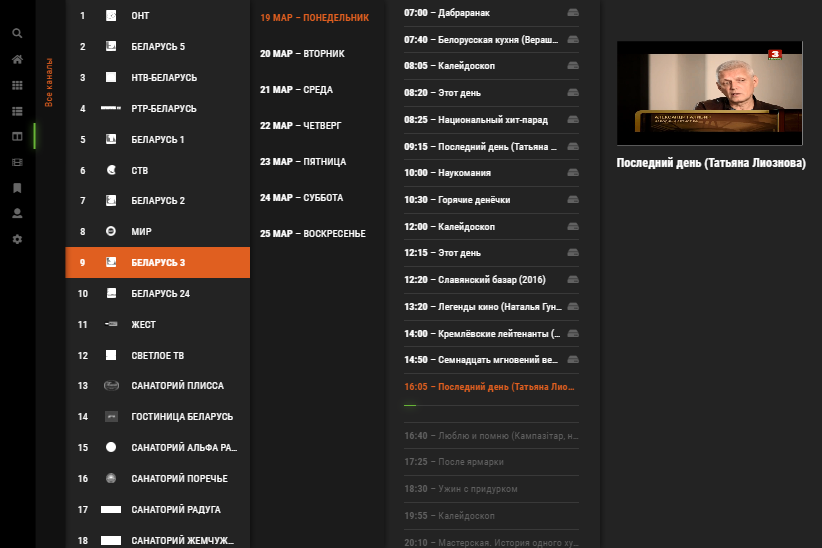 Все каналы
1 ОНТ
2 БЕЛАРУСЬ 5
3 НТВ-БЕЛАРУСЬ
4 РТР-БЕЛАРУСЬ
5 БЕЛАРУСЬ 1
6 СТВ
7 БЕЛАРУСЬ 2
8 МИР
9 БЕЛАРУСЬ 3
10 БЕЛАРУСЬ 24
11 ЖЕСТ
12 СВЕТЛОЕ ТВ
13 САНАТОРИЙ ПЛИССА
14 ГОСТИНИЦА БЕЛАРУСЬ
15 САНАТОРИЙ АЛЬФА РА...
16 САНАТОРИЙ ПОРЕЧЬЕ
17 САНАТОРИЙ РАДУГА
18 САНАТОРИЙ ЖЕМЧУЖ...
19 МАР – ПОНЕДЕЛЬНИК
20 МАР – ВТОРНИК
21 МАР – СРЕДА
22 МАР – ЧЕТВЕРГ
23 МАР – ПЯТНИЦА
24 МАР – СУББОТА
25 МАР – ВОСКРЕСЕНЬЕ
07:00 – Дабраранак
07:40 – Белорусская кухня (Вераш...
08:05 – Калейдоскоп
08:20 – Этот день
08:25 – Национальный хит-парад
09:15 – Последний день (Татьяна ...
10:00 – Наукомания
10:30 – Горячие денёчки
12:00 – Калейдоскоп
12:15 – Этот день
12:20 – Славянский базар (2016)
13:20 – Легенды кино (Наталья Гун...
14:00 – Кремлёвские лейтенанты (...
14:50 – Семнадцать мгновений ве...
16:05 – Последний день (Татьяна Лио...
16:40 – Люблю и помню (Кампазітар, н...
17:25 – После ярмарки
18:30 – Ужин с придурком
19:55 – Калейдоскоп
20:10 – Мастерская. История одного ху...
3
Последний день (Татьяна Лиознова)